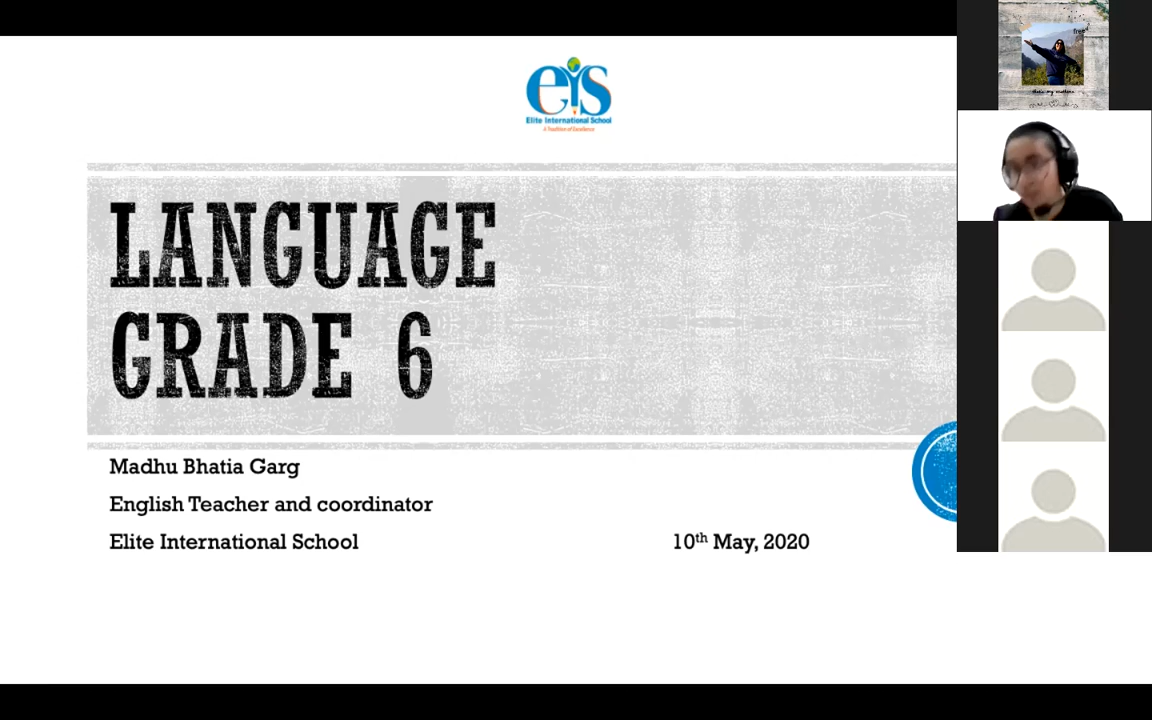 eis
Elite International School
A Tradition of Excellence
LANGUAGE
GRADE 6
Madhu Bhatia Garg
English Teacher and coordinator
Elite International School
10th May, 2020
free